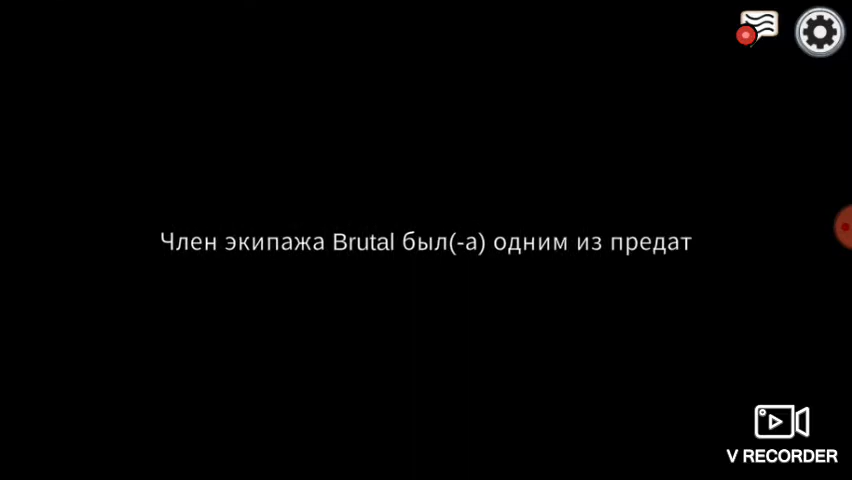 Член экипажа Brutal был(-а) одним из предат
V RECORDER